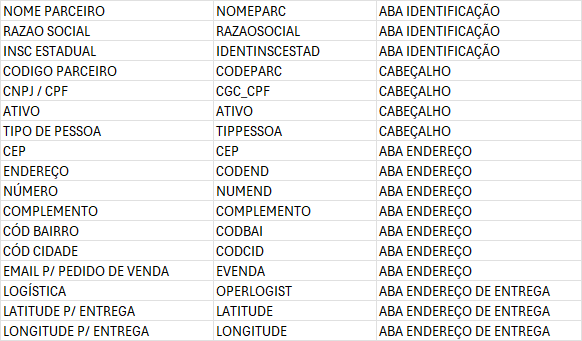 NOME PARCEIRO NOMEPARC ABA IDENTIFICAÇÃO
RAZAO SOCIAL RAZAOSOCIAL ABA IDENTIFICAÇÃO
INSC ESTADUAL IDENTINSCESTAD ABA IDENTIFICAÇÃO
CODIGO PARCEIRO CODEPARC CABEÇALHO
CNPJ / CPF CGC_CPF CABEÇALHO
ATIVO ATIVO CABEÇALHO
TIPO DE PESSOA TIPPESSOA CABEÇALHO
CEP CEP ABA ENDEREÇO
ENDEREÇO CODEND ABA ENDEREÇO
NÚMERO NUMEND ABA ENDEREÇO
COMPLEMENTO COMPLEMENTO ABA ENDEREÇO
CÓD BAIRRO CODBAI ABA ENDEREÇO
CÓD CIDADE CODCID ABA ENDEREÇO
EMAIL P/ PEDIDO DE VENDA EVENDA ABA ENDEREÇO
LOGÍSTICA OPERLOGIST ABA ENDEREÇO DE ENTREGA
LATITUDE P/ ENTREGA LATITUDE ABA ENDEREÇO DE ENTREGA
LONGITUDE P/ ENTREGA LONGITUDE ABA ENDEREÇO DE ENTREGA